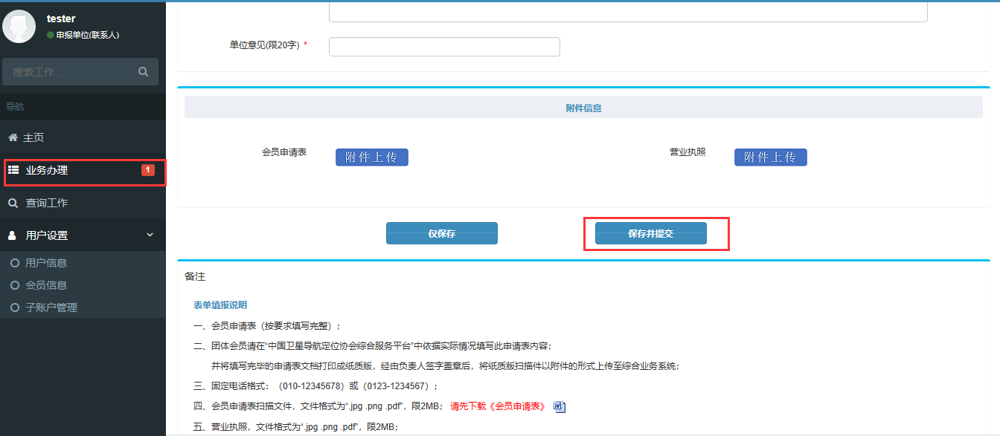 tester
申报单位(联系人)
搜索工作...
导航
主页
业务办理 1
查询工作
用户设置
用户信息
会员信息
子账户管理
单位意见(限20字) *
附件信息
会员申请表 附件上传 营业执照 附件上传
仅保存 保存并提交
备注
表单填报说明
一、会员申请表（按要求填写完整）；
二、团体会员请在“中国卫星导航定位协会综合服务平台”中依据实际情况填写此申请表内容；
并将填写完毕的申请表文档打印成纸质版，经由负责人签字盖章后，将纸质版扫描件以附件的形式上传至综合业务系统；
三、固定电话格式：（010-12345678）或（0123-1234567）；
四、会员申请表扫描文件，文件格式为“.jpg .png .pdf”，限2MB； 请先下载《会员申请表》
五、营业执照，文件格式为“.jpg .png .pdf”，限2MB；